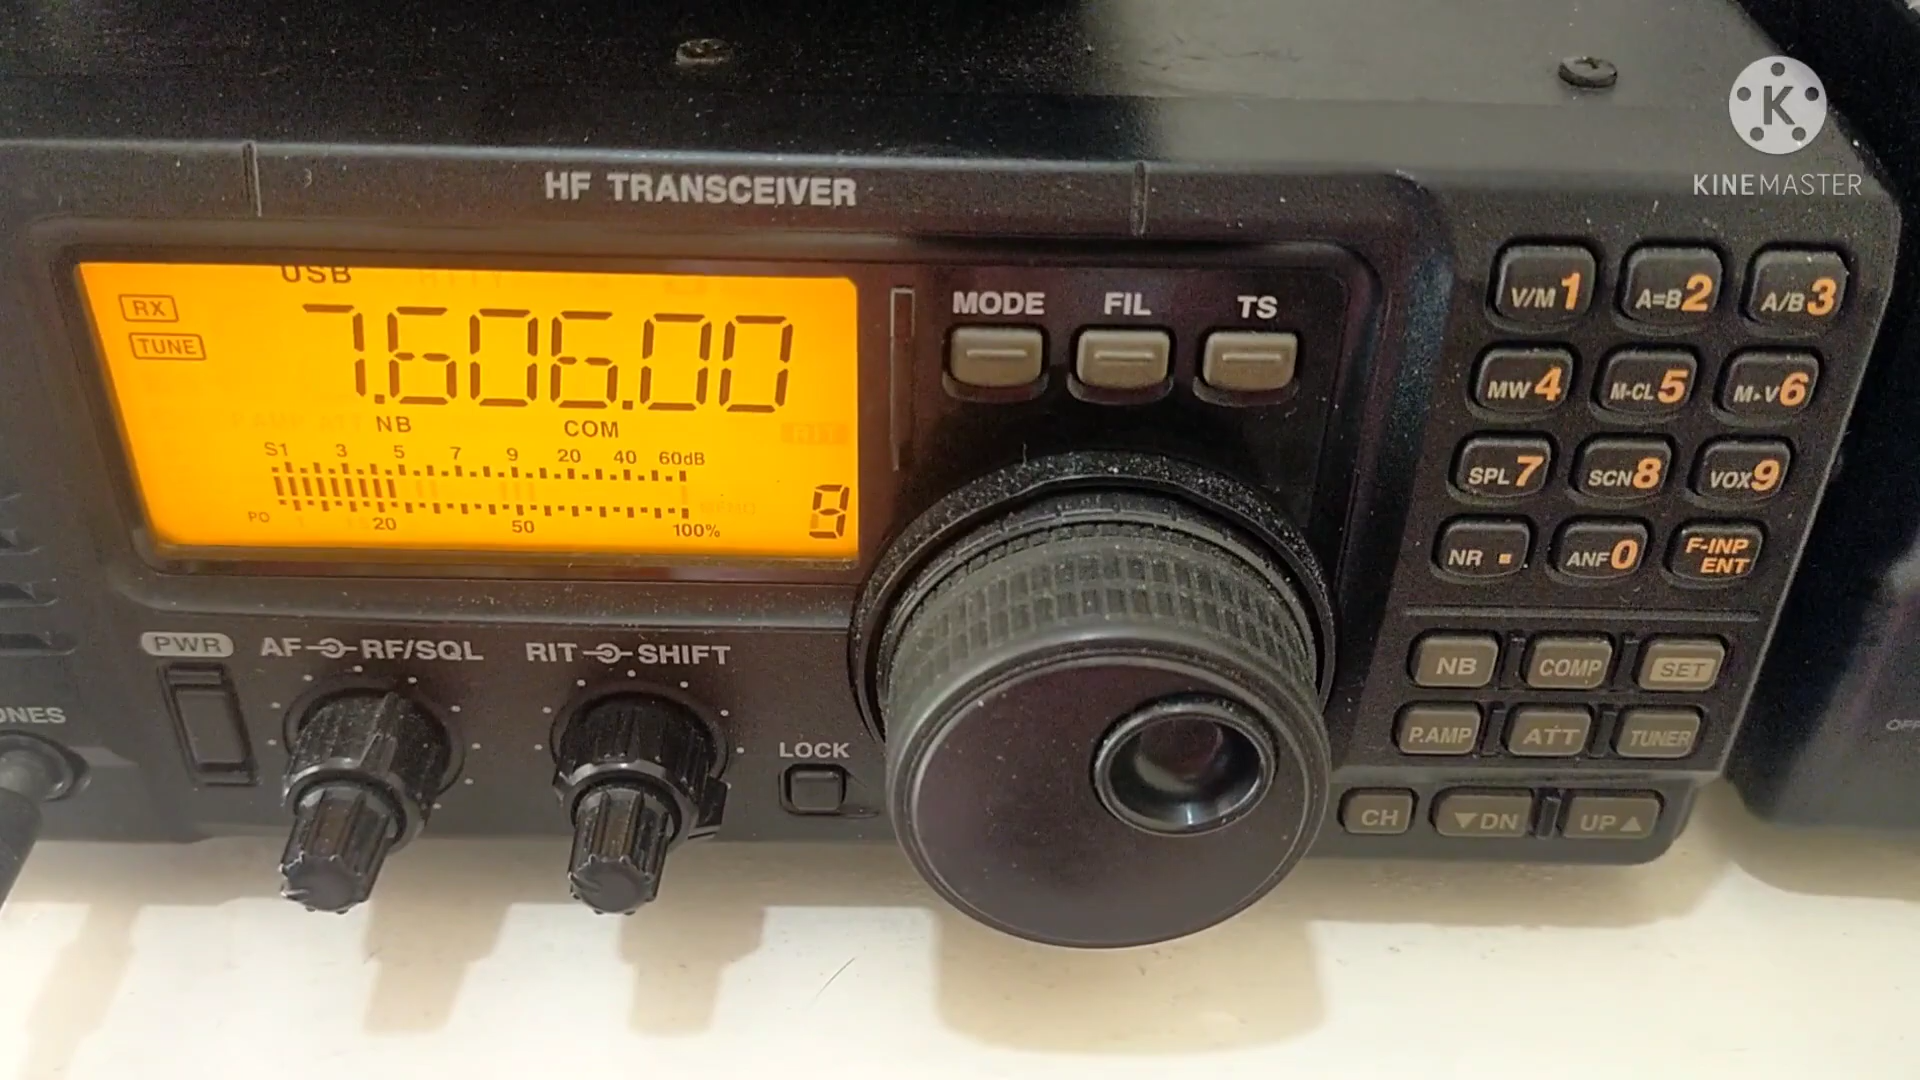 KINEMASTER
HF TRANSCEIVER
USB
RX
7.606.00
TUNE
NB COM
S1 3 5 7 9 20 40 60dB
PO 20 50 100%
8
MODE FIL TS
V/M 1 A=B 2 A/B 3
MW 4 M-CL 5 M▸V 6
SPL 7 SCN 8 VOX 9
NR . ANF 0 F-INP ENT
PWR AF RF/SQL RIT SHIFT
LOCK
NB COMP SET
P.AMP ATT TUNER
CH ▼DN UP▲